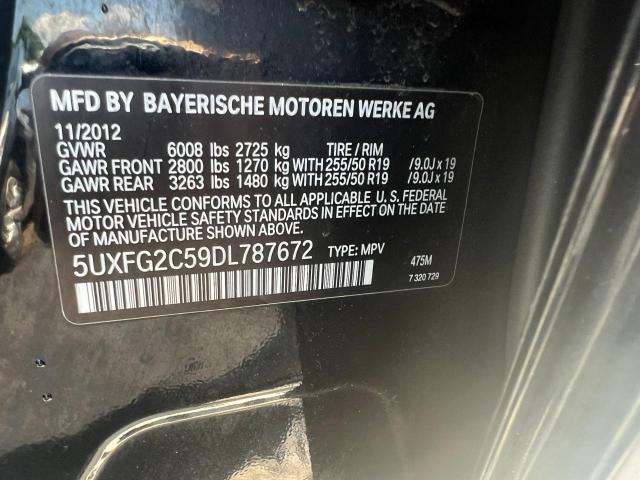 MFD BY BAYERISCHE MOTOREN WERKE AG
11/2012
GVWR 6008 lbs 2725 kg TIRE / RIM
GAWR FRONT 2800 lbs 1270 kg WITH 255/50 R19 /9.0J x 19
GAWR REAR 3263 lbs 1480 kg WITH 255/50 R19 /9.0J x 19
THIS VEHICLE CONFORMS TO ALL APPLICABLE U. S. FEDERAL
MOTOR VEHICLE SAFETY STANDARDS IN EFFECT ON THE DATE
OF MANUFACTURE SHOWN ABOVE.
5UXFG2C59DL787672 TYPE: MPV 475M
7 320 729